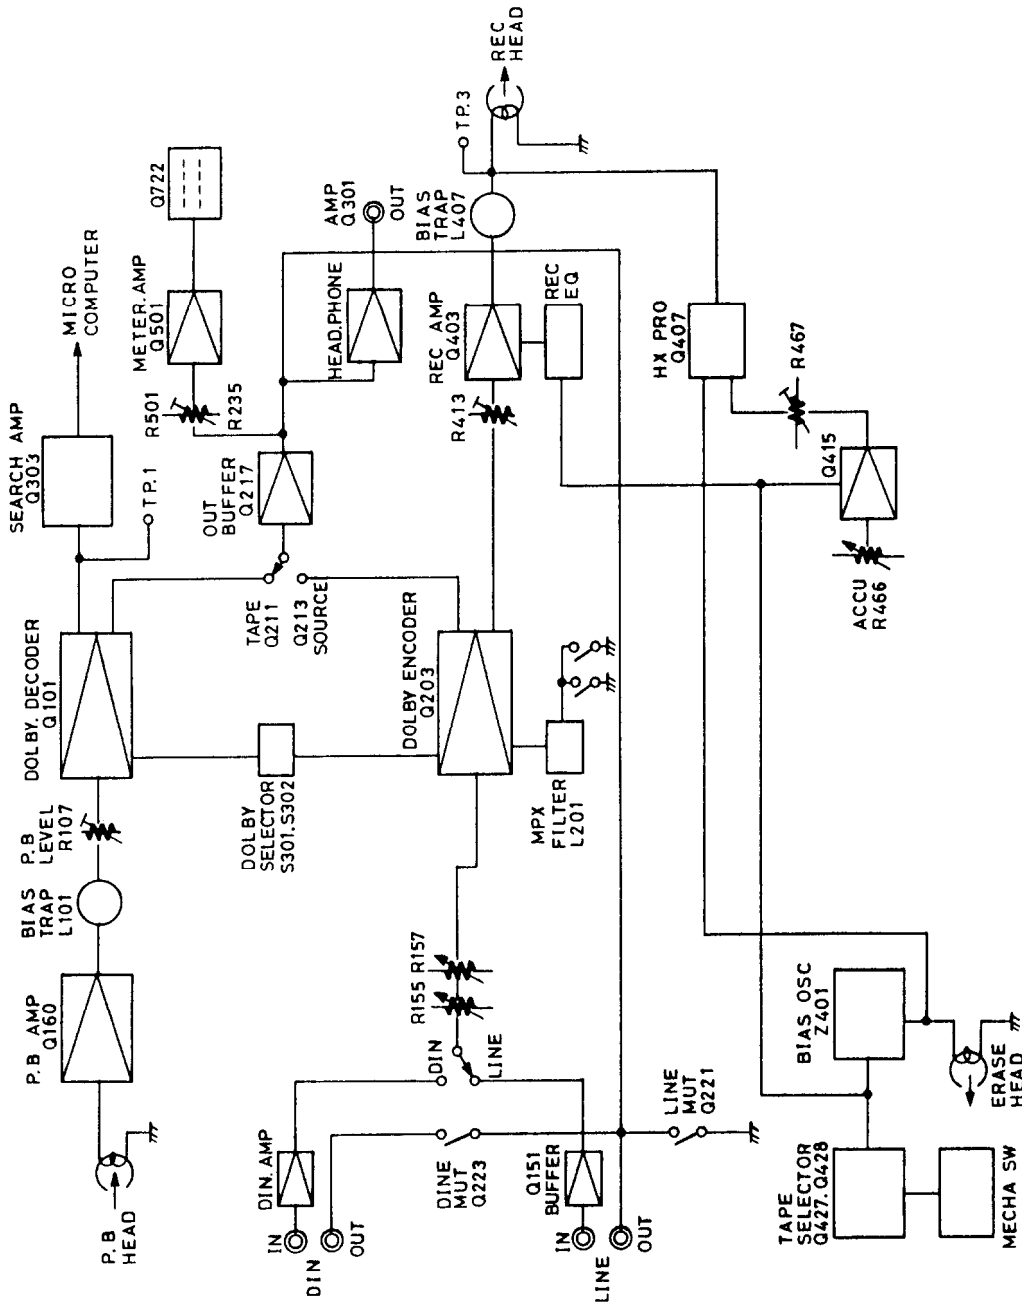 P.B
HEAD
P.B AMP
Q160
BIAS
TRAP
L101
P.B
LEVEL
R107
DOLBY. DECODER
Q101
SEARCH AMP
Q303
MICRO
COMPUTER
T P.1
R501
R235
METER. AMP
Q501
Q722
OUT
BUFFER
Q217
TAPE
Q211
Q213
SOURCE
HEAD.PHONE
AMP
Q301
OUT
DOLBY
SELECTOR
S301.S302
DIN
IN
OUT
DIN. AMP
DINE
MUT
Q223
DIN
LINE
R155
R157
DOLBY ENCODER
Q203
MPX
FILTER
L201
R413
REC AMP
Q403
REC
EQ
BIAS
TRAP
L407
T P.3
REC
HEAD
LINE
IN
OUT
Q151
BUFFER
LINE
MUT
Q221
HX PRO
Q407
R467
Q415
ACCU
R466
TAPE
SELECTOR
Q427. Q428
MECHA SW
BIAS OSC
Z401
ERASE
HEAD